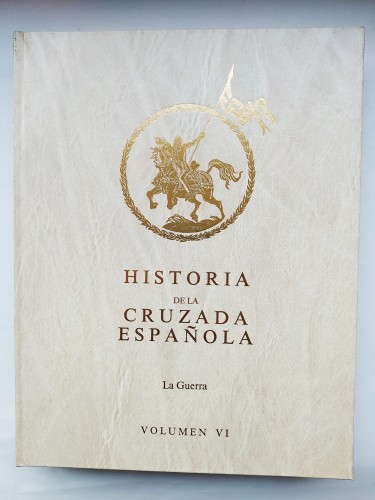 HISTORIA
DE LA
CRUZADA
ESPAÑOLA
La Guerra
VOLUMEN VI